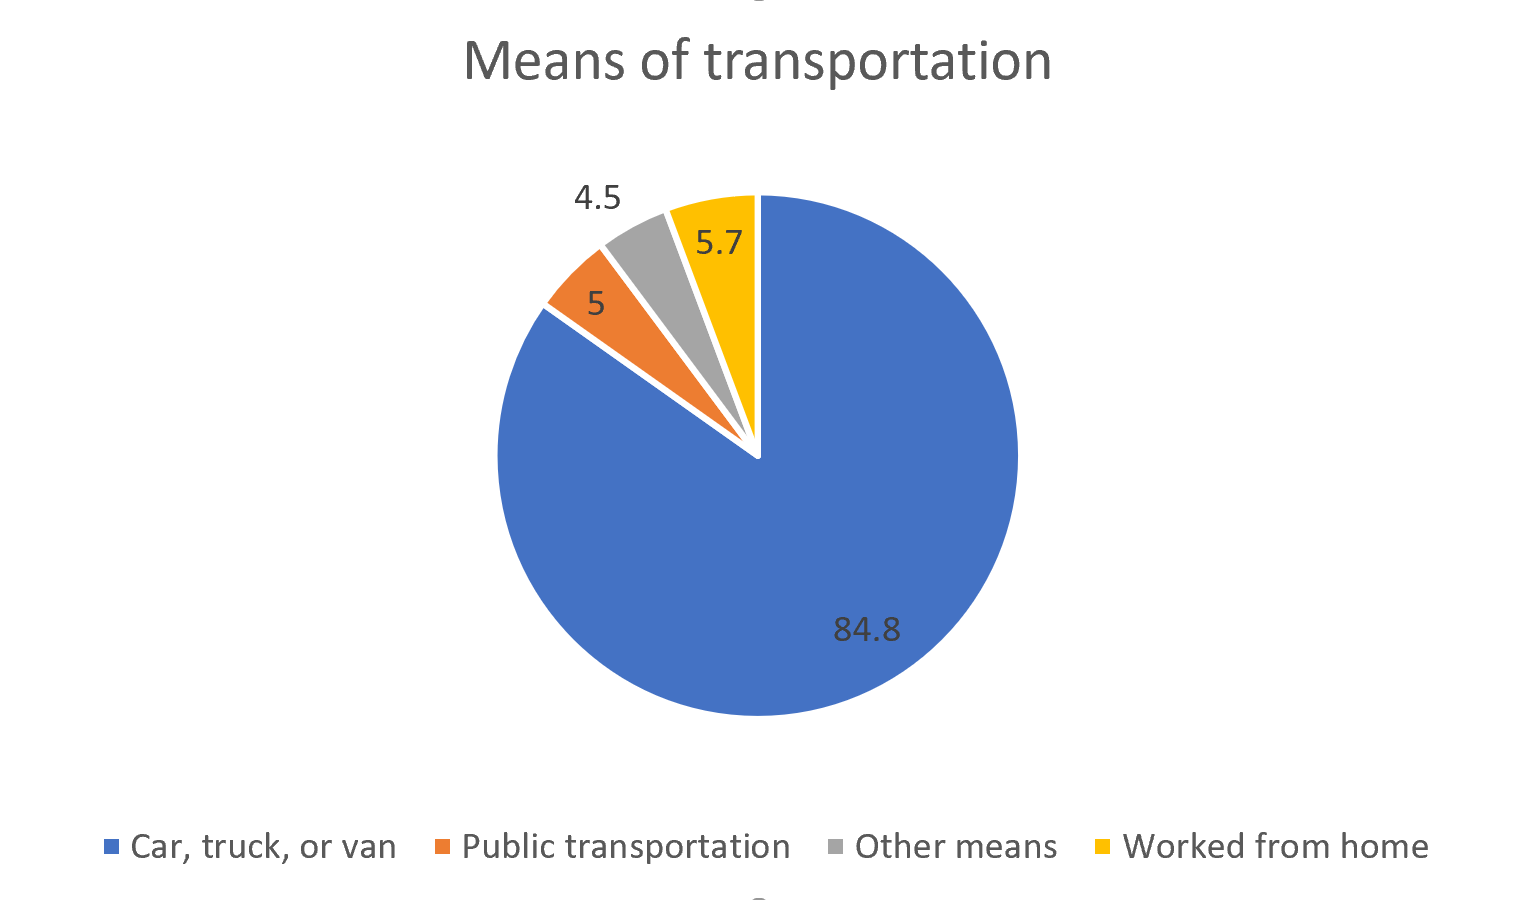 Means of transportation
4.5
5.7
5
84.8
Car, truck, or van Public transportation Other means Worked from home